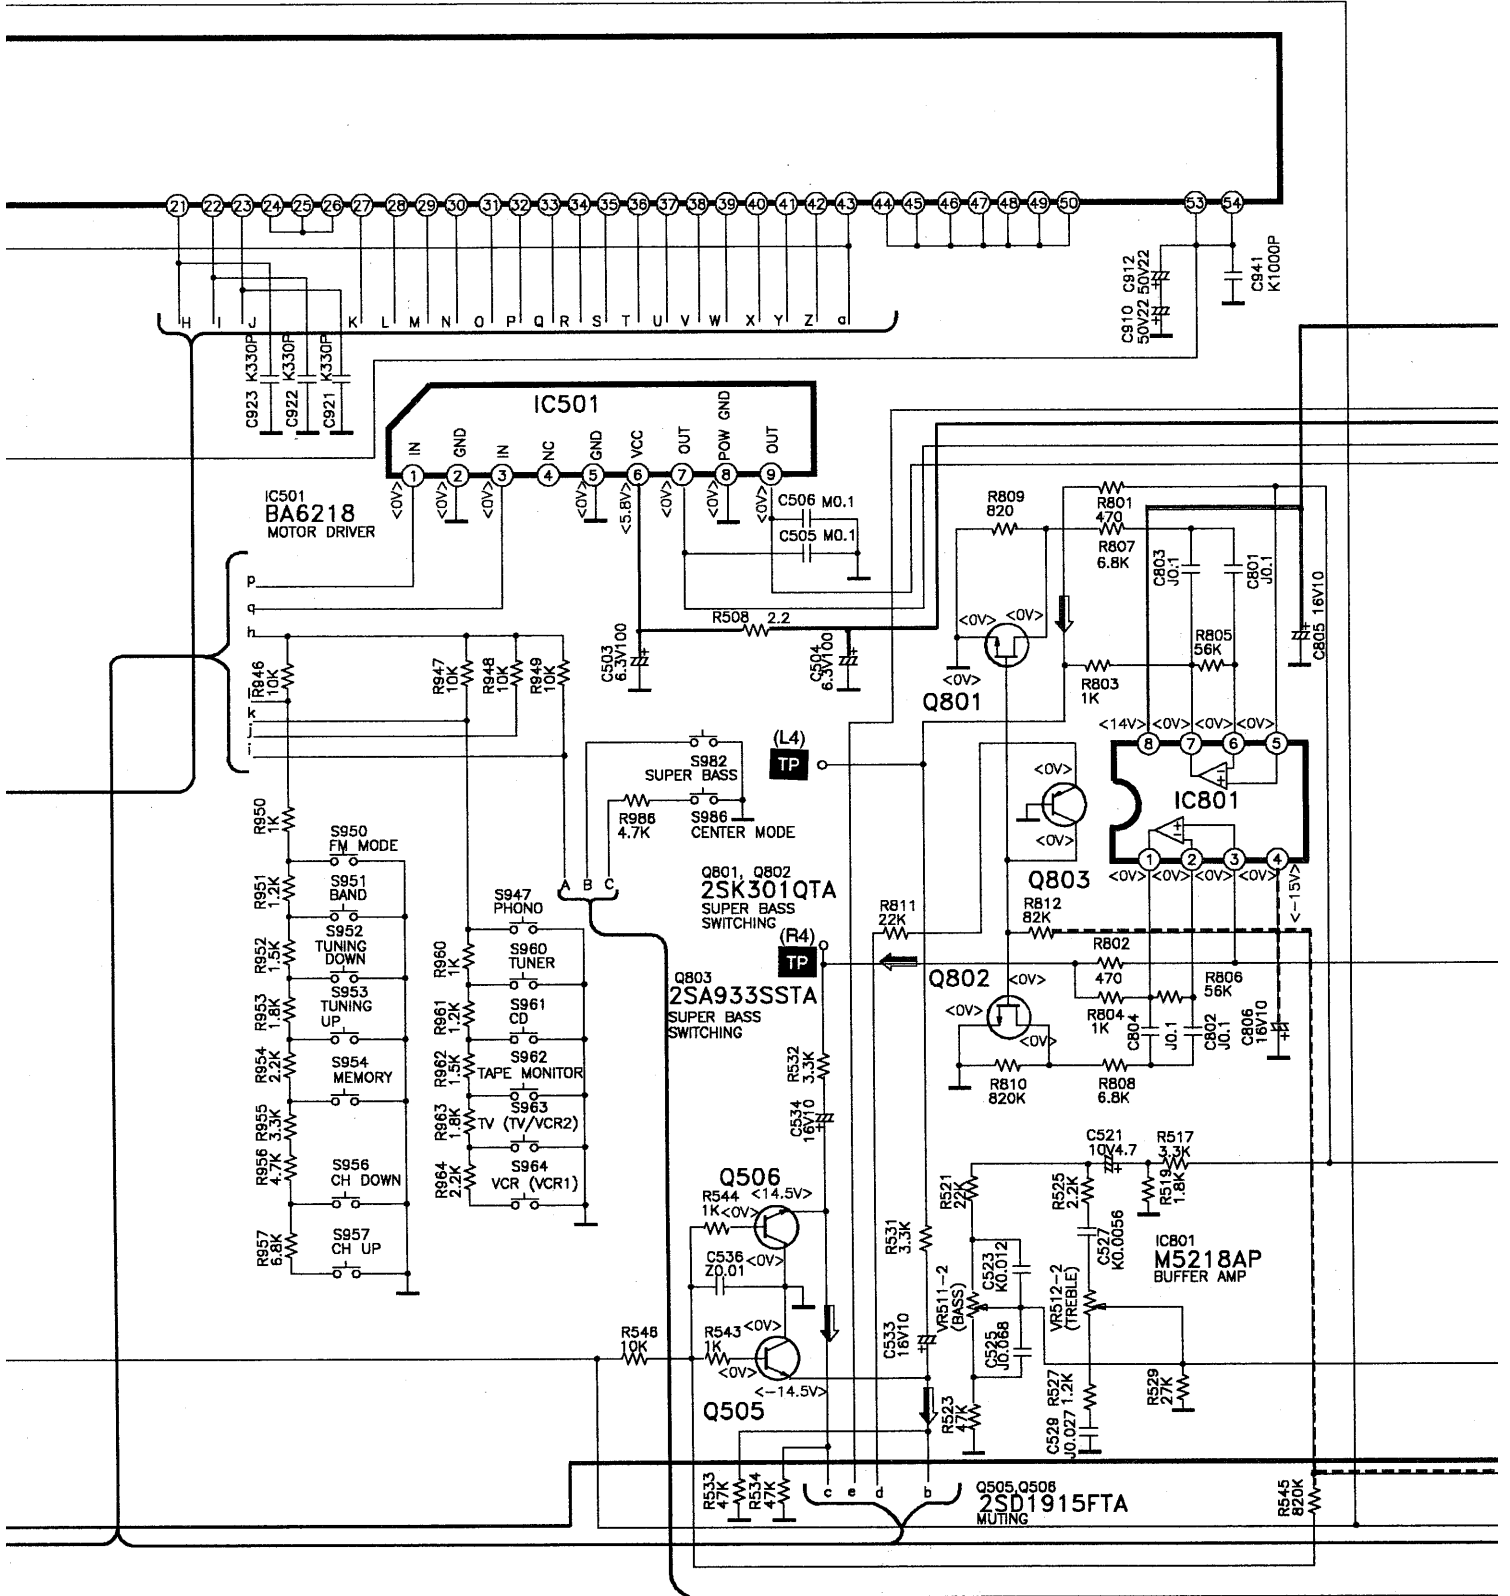 21 22 23 24 25 26 27 28 29 30 31 32 33 34 35 36 37 38 39 40 41 42 43 44 45 46 47 48 49 50 53 54
H I J K L M N O P Q R S T U V W X Y Z a
C912 50V22
C910 50V22
C941 K1000P
C923 K330P
C922 K330P
C921 K330P
IC501
IN GND IN NC GND VCC OUT POW GND OUT
1 2 3 4 5 6 7 8 9
<0V> <0V> <0V> <0V> <5.8V> <0V> <0V> <0V>
IC501
BA6218
MOTOR DRIVER
C506 M0.1
C505 M0.1
R809
820
R801
470
R807
6.8K
C803
J0.1
C801
J0.1
C805 16V10
p
q
h
l
k
j
i
R508 2.2
C503
6.3V100
C504
6.3V100
<0V>
<0V>
<0V>
Q801
R805
56K
R803
1K
R946
10K
R947
10K
R948
10K
R949
10K
<14V> <0V> <0V> <0V>
8 7 6 5
IC801
1 2 3 4
<0V> <0V> <0V> <-15V>
S982
SUPER BASS
R986
4.7K
S986
CENTER MODE
(L4)
TP
<0V>
<0V>
Q803
A B C
Q801, Q802
2SK301QTA
SUPER BASS
SWITCHING
R811
22K
R812
82K
(R4)
TP
Q803
2SA933SSTA
SUPER BASS
SWITCHING
Q802
<0V>
<0V>
<0V>
R802
470
R804
1K
R806
56K
C804
J0.1
C802
J0.1
C806
16V10
R810
820K
R808
6.8K
R950
1K
S950
FM MODE
R951
1.2K
S951
BAND
R952
1.5K
S952
TUNING
DOWN
R953
1.8K
S953
TUNING
UP
R954
2.2K
S954
MEMORY
R955
3.3K
R956
4.7K
S956
CH DOWN
R957
6.8K
S957
CH UP
S947
PHONO
R960
1K
S960
TUNER
R961
1.2K
S961
CD
R962
1.5K
S962
TAPE MONITOR
R963
1.8K
S963
TV (TV/VCR2)
R964
2.2K
S964
VCR (VCR1)
R532
3.3K
C534
16V10
Q506
R544
1K
<14.5V>
<0V>
<0V>
C536
Z0.01
R546
10K
R543
1K
<0V>
<0V>
<-14.5V>
Q505
R531
3.3K
C533
16V10
R521
22K
C523
K0.012
VR511-2
(BASS)
C525
J0.068
R523
47K
C521
10V4.7
R525
2.2K
C527
K0.0056
R517
3.3K
R519
1.8K
VR512-2
(TREBLE)
IC801
M5218AP
BUFFER AMP
R527
1.2K
C529
J0.027
R529
27K
R533
47K
R534
47K
c e d b
Q505,Q506
2SD1915FTA
MUTING
R545
820K